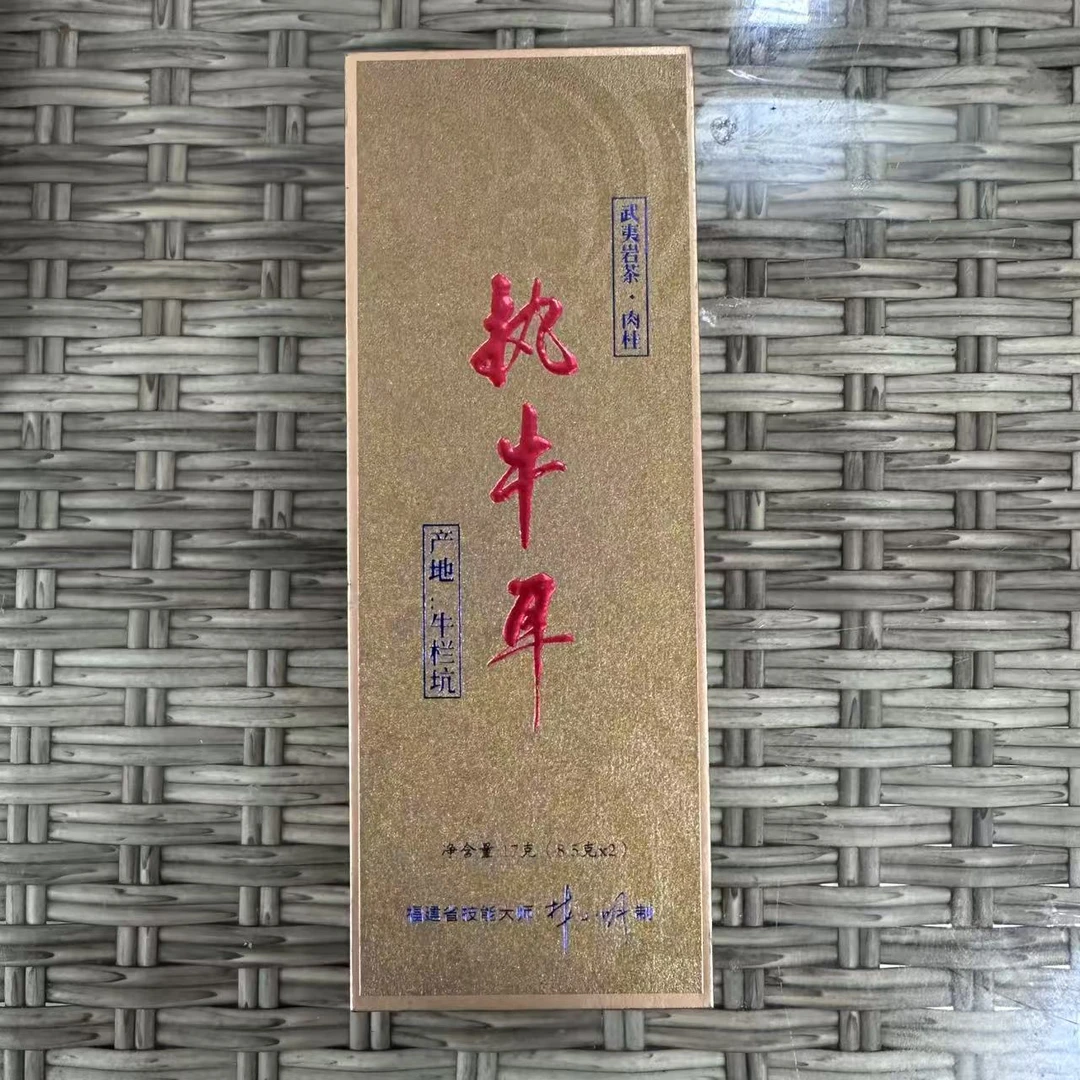 武夷岩茶·肉桂
执牛耳
产地:牛栏坑
净含量 17克(8.5克x2)
福建省技能大师 制